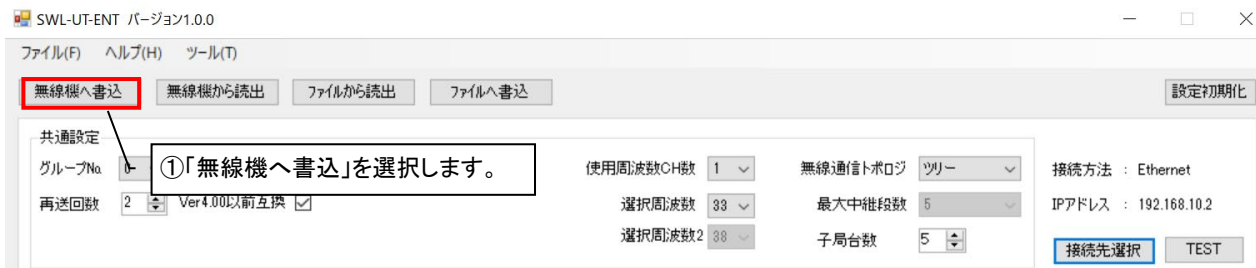 SWL-UT-ENT バージョン1.0.0
ファイル(F) ヘルプ(H) ツール(T)
無線機へ書込 無線機から読出 ファイルから読出 ファイルへ書込 設定初期化
共通設定
グループNo. 0 ①「無線機へ書込」を選択します。 使用周波数CH数 1 無線通信トポロジ ツリー 接続方法 : Ethernet
再送回数 2 Ver4.00以前互換 選択周波数 33 最大中継段数 5 IPアドレス : 192.168.10.2
選択周波数2 38 子局台数 5 接続先選択 TEST